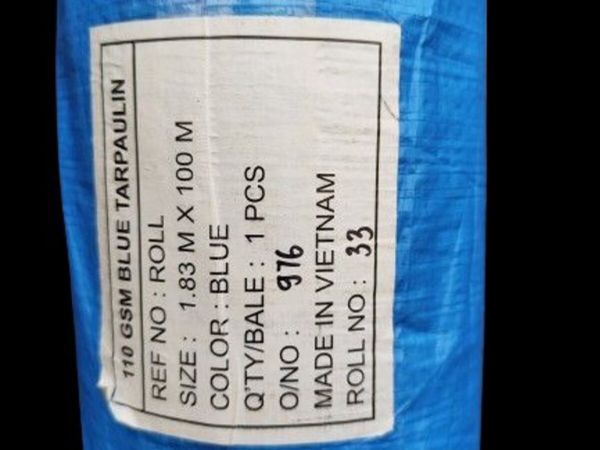 110 GSM BLUE TARPAULIN
REF NO : ROLL
SIZE : 1.83 M X 100 M
COLOR : BLUE
Q'TY/BALE : 1 PCS
O/NO : 976
MADE IN VIETNAM
ROLL NO : 33